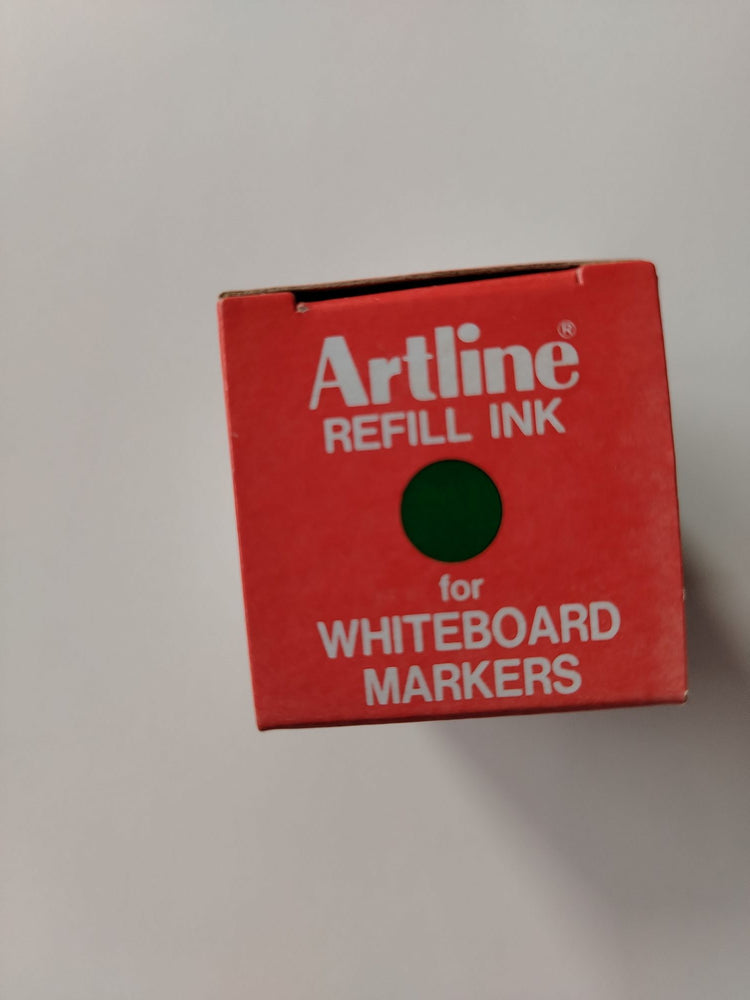 Artline®
REFILL INK
for
WHITEBOARD
MARKERS